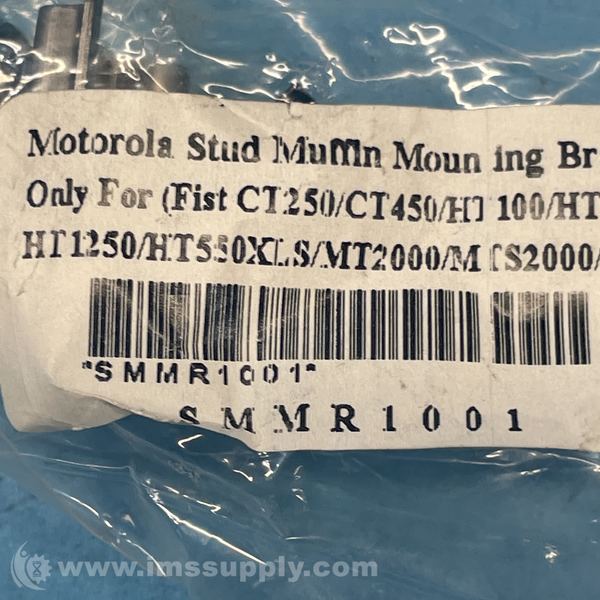 Motorola Stud Muffin Moun ing Br
Only For (Fist CT250/CT450/HT 100/HT
HT1250/HT550XLS/MT2000/MTS2000/
"SMMR1001"
SMMR1001
www.imssupply.com